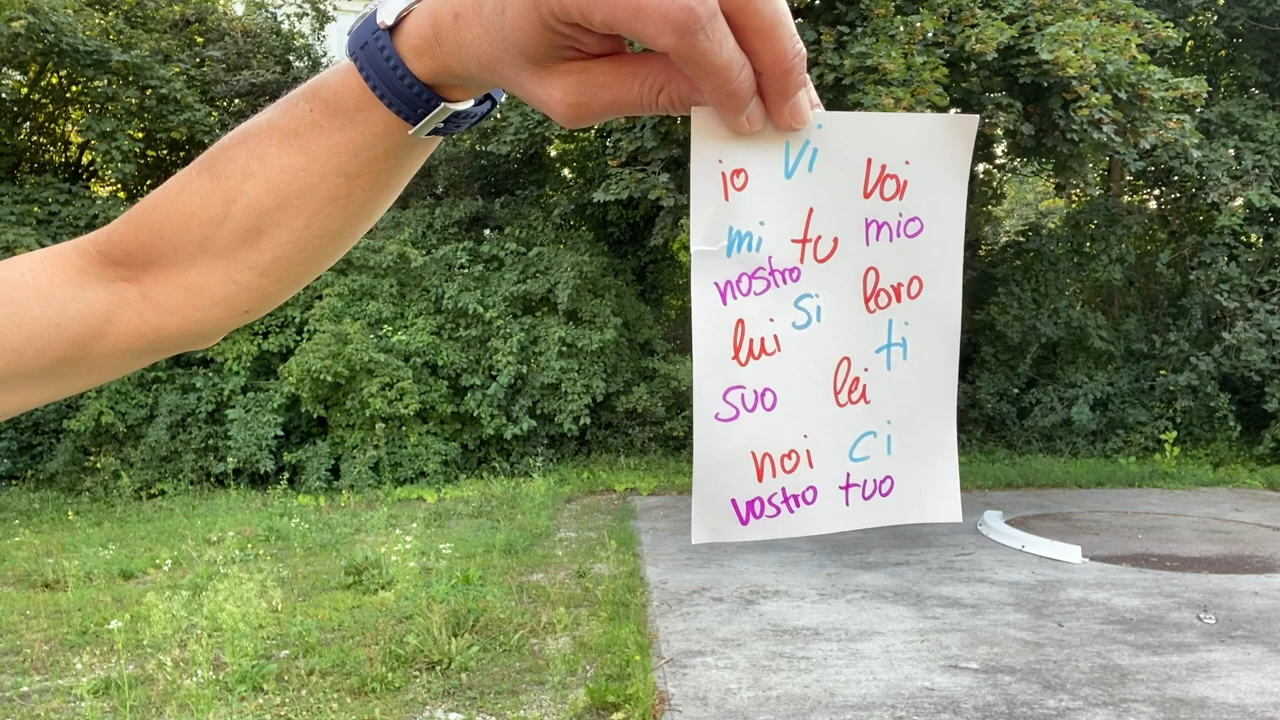 io vi voi
mi tu mio
nostro si loro
lui ti
suo lei
noi ci
vostro tuo